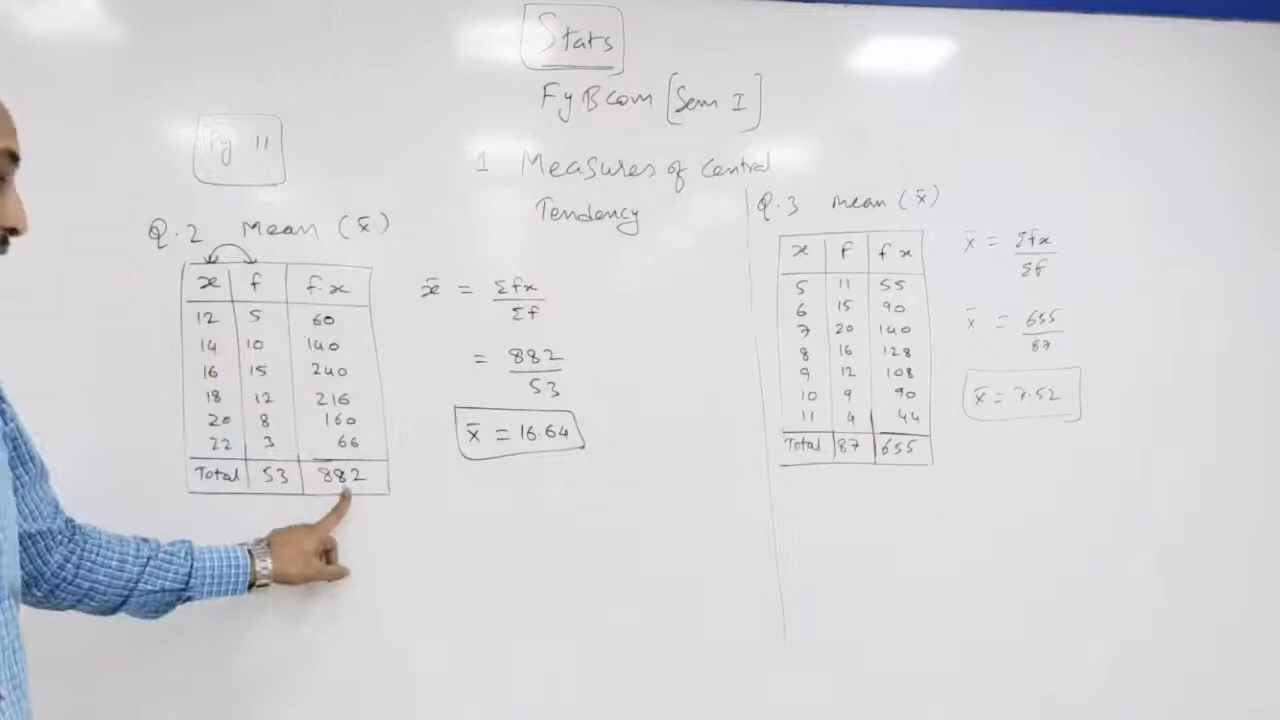 Stats
FyBcom [Sem I]
Fy 11
1 Measures of Central
Tendency
Q.2 Mean (x̄)
x f f.x
12 5 60
14 10 140
16 15 240
18 12 216
20 8 160
22 3 66
Total 53 882
x̄ = Σfx / Σf
= 882 / 53
x̄ = 16.64
Q.3 mean (x̄)
x f fx
5 11 55
6 15 90
7 20 140
8 16 128
9 12 108
10 9 90
11 4 44
Total 87 655
x̄ = Σfx / Σf
x̄ = 655 / 87
x̄ = 7.52